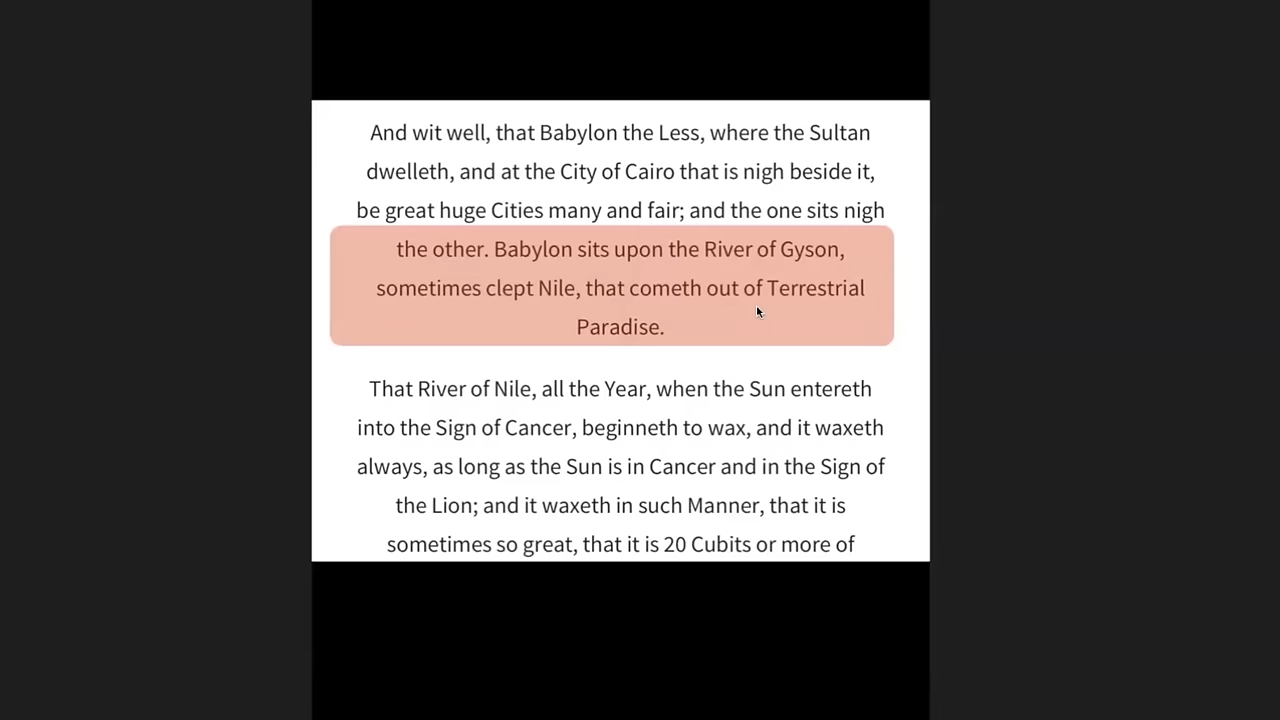 And wit well, that Babylon the Less, where the Sultan
dwelleth, and at the City of Cairo that is nigh beside it,
be great huge Cities many and fair; and the one sits nigh
the other. Babylon sits upon the River of Gyson,
sometimes clept Nile, that cometh out of Terrestrial
Paradise.
That River of Nile, all the Year, when the Sun entereth
into the Sign of Cancer, beginneth to wax, and it waxeth
always, as long as the Sun is in Cancer and in the Sign of
the Lion; and it waxeth in such Manner, that it is
sometimes so great, that it is 20 Cubits or more of